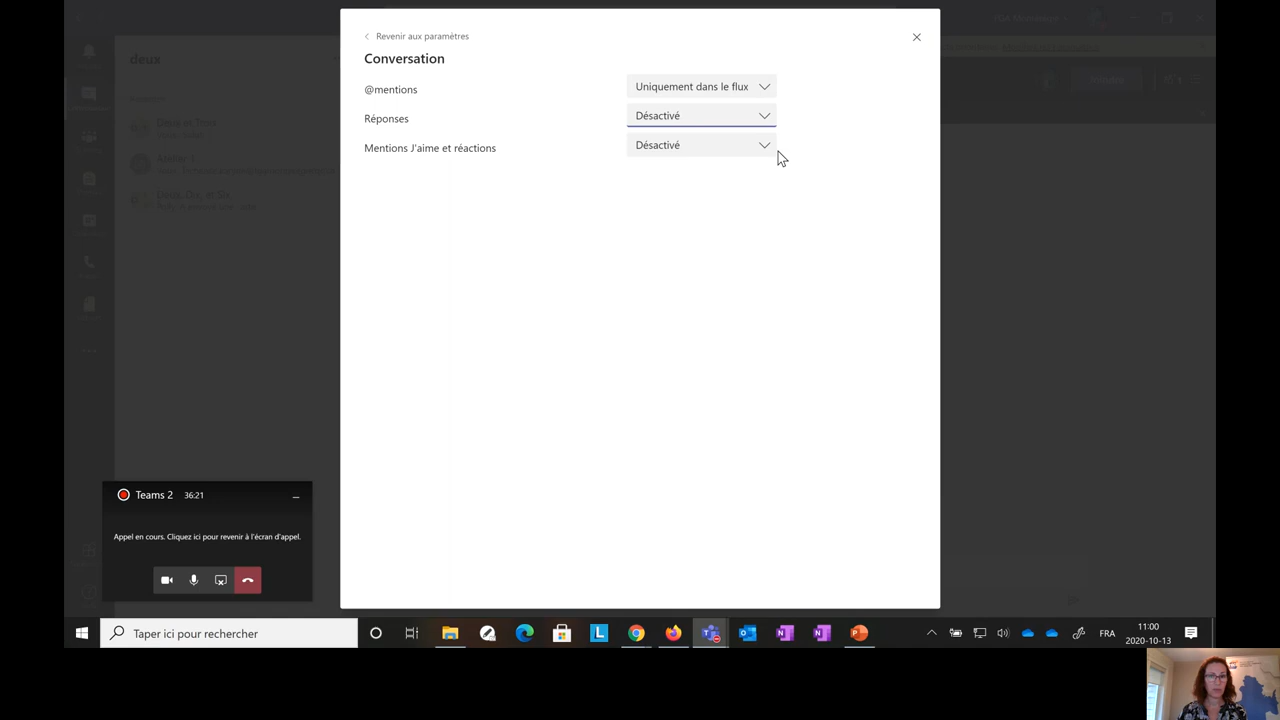 Revenir aux paramètres
Conversation
@mentions
Uniquement dans le flux
Réponses
Désactivé
Mentions J'aime et réactions
Désactivé
deux
Teams 2 36:21
Appel en cours. Cliquez ici pour revenir à l'écran d'appel.
Taper ici pour rechercher
L
FRA
11:00
2020-10-13